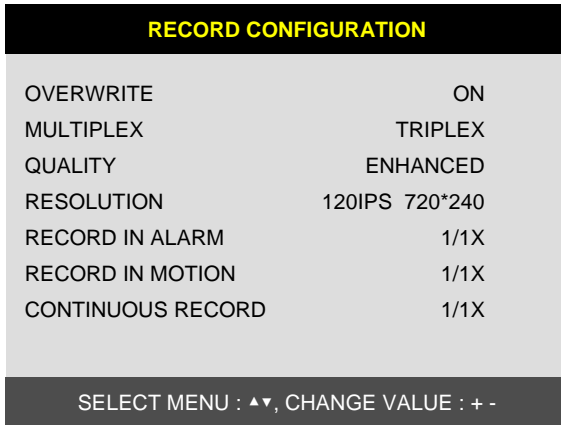 RECORD CONFIGURATION
OVERWRITE ON
MULTIPLEX TRIPLEX
QUALITY ENHANCED
RESOLUTION 120IPS 720*240
RECORD IN ALARM 1/1X
RECORD IN MOTION 1/1X
CONTINUOUS RECORD 1/1X
SELECT MENU : ▲▼, CHANGE VALUE : + -